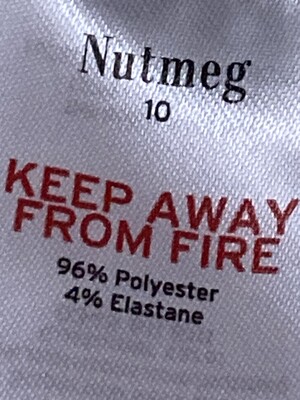 Nutmeg
10
KEEP AWAY
FROM FIRE
96% Polyester
4% Elastane